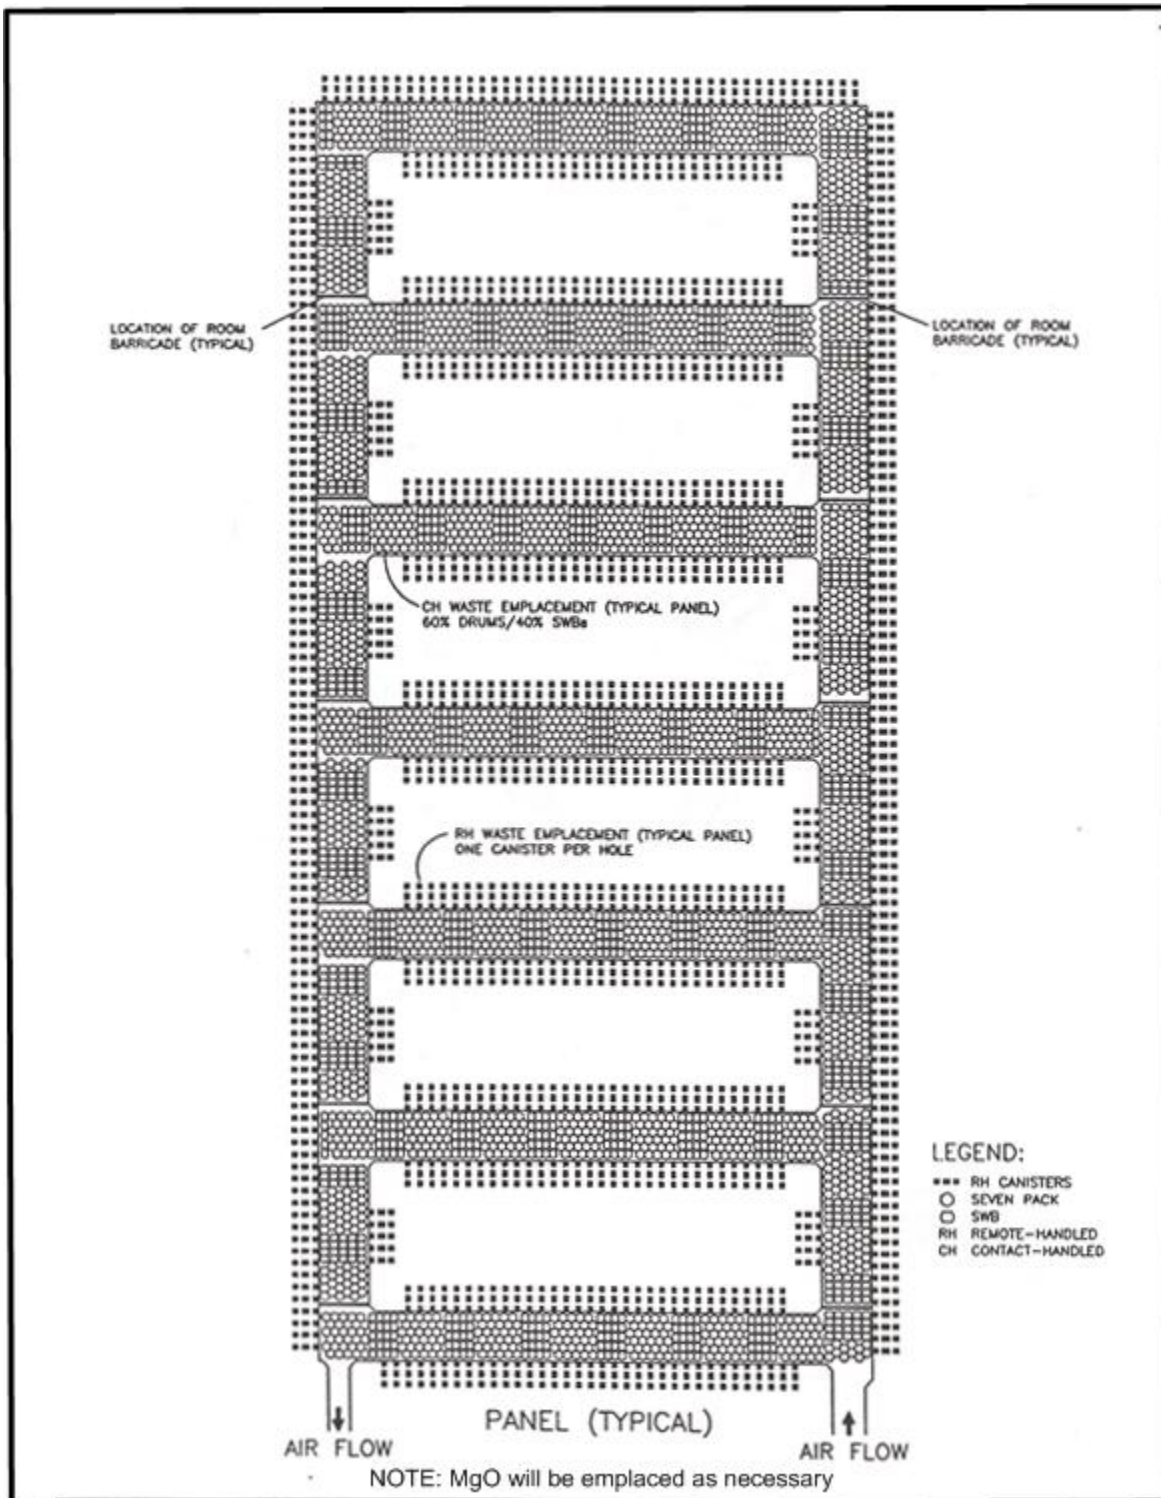 LOCATION OF ROOM
BARRICADE (TYPICAL)
LOCATION OF ROOM
BARRICADE (TYPICAL)
CH WASTE EMPLACEMENT (TYPICAL PANEL)
60% DRUMS/40% SWBs
RH WASTE EMPLACEMENT (TYPICAL PANEL)
ONE CANISTER PER HOLE
LEGEND:
RH CANISTERS
SEVEN PACK
SWB
RH REMOTE-HANDLED
CH CONTACT-HANDLED
PANEL (TYPICAL)
AIR FLOW
AIR FLOW
NOTE: MgO will be emplaced as necessary